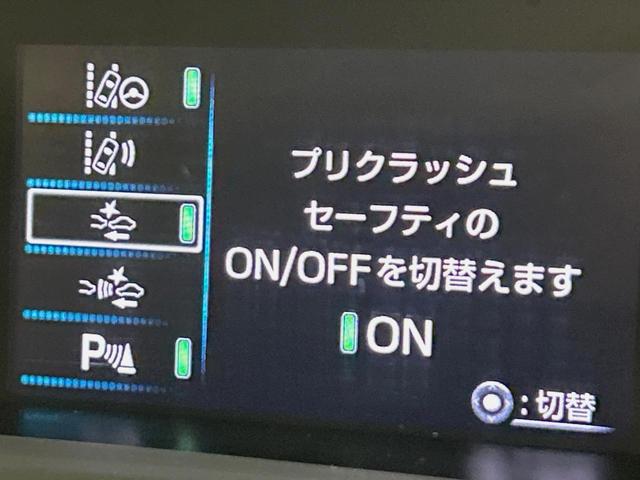 プリクラッシュ
セーフティの
ON/OFFを切替えます
ON
P
:切替